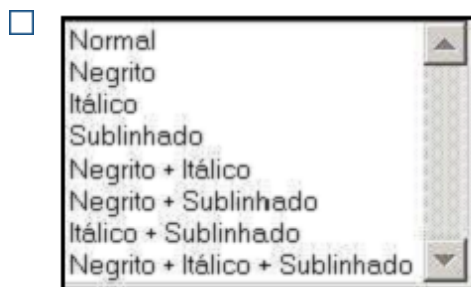 Normal
Negrito
Itálico
Sublinhado
Negrito + Itálico
Negrito + Sublinhado
Itálico + Sublinhado
Negrito + Itálico + Sublinhado